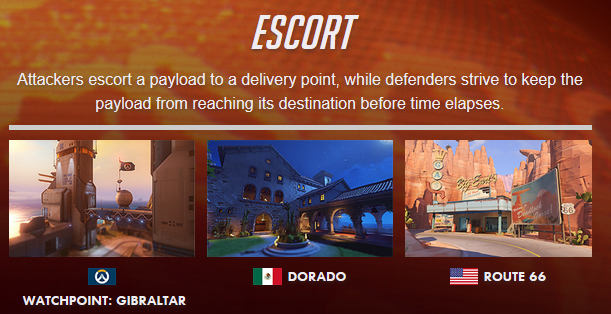 ESCORT
Attackers escort a payload to a delivery point, while defenders strive to keep the
payload from reaching its destination before time elapses.
DORADO
ROUTE 66
WATCHPOINT: GIBRALTAR